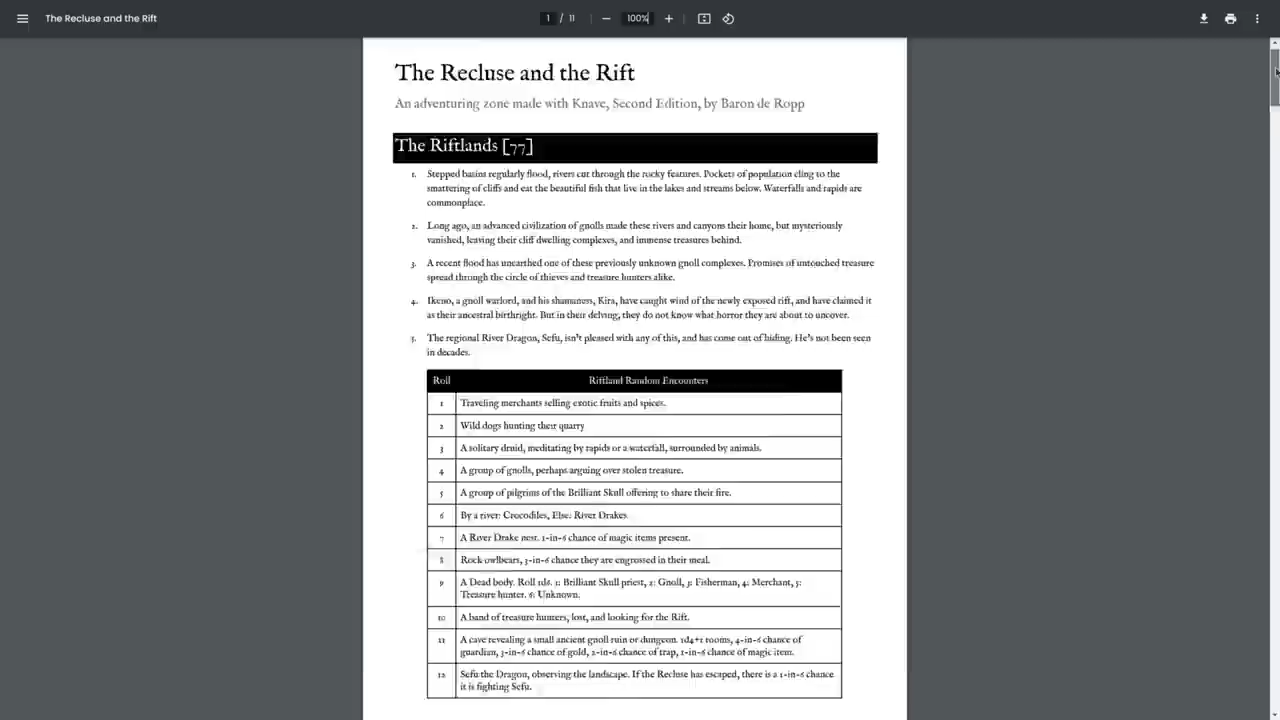 The Recluse and the Rift
1 / 11
100%
The Recluse and the Rift
An adventuring zone made with Knave, Second Edition, by Baron de Ropp
The Riftlands [77]
1. Stepped basins regularly flood, rivers cut through the rocky features. Pockets of population cling to the
smattering of cliffs and eat the beautiful fish that live in the lakes and streams below. Waterfalls and rapids are
commonplace.
2. Long ago, an advanced civilization of gnolls made these rivers and canyons their home, but mysteriously
vanished, leaving their cliff dwelling complexes, and immense treasures behind.
3. A recent flood has unearthed one of these previously unknown gnoll complexes. Promises of untouched treasure
spread through the circle of thieves and treasure hunters alike.
4. Ikeno, a gnoll warlord, and his shamaness, Kira, have caught wind of the newly exposed rift, and have claimed it
as their ancestral birthright. But in their delving, they do not know what horror they are about to uncover.
5. The regional River Dragon, Sefu, isn't pleased with any of this, and has come out of hiding. He's not been seen
in decades.
Roll Riftland Random Encounters
1 Traveling merchants selling exotic fruits and spices.
2 Wild dogs hunting their quarry
3 A solitary druid, meditating by rapids or a waterfall, surrounded by animals.
4 A group of gnolls, perhaps arguing over stolen treasure.
5 A group of pilgrims of the Brilliant Skull offering to share their fire.
6 By a river: Crocodiles, Else: River Drakes.
7 A River Drake nest. 1-in-6 chance of magic items present.
8 Rock owlbears, 3-in-6 chance they are engrossed in their meal.
9 A Dead body. Roll 1d6. 1: Brilliant Skull priest, 2: Gnoll, 3: Fisherman, 4: Merchant, 5:
Treasure hunter. 6: Unknown.
10 A band of treasure hunters, lost, and looking for the Rift.
11 A cave revealing a small ancient gnoll ruin or dungeon. 1d4+1 rooms, 4-in-6 chance of
guardian, 3-in-6 chance of gold, 2-in-6 chance of trap, 1-in-6 chance of magic item.
12 Sefu the Dragon, observing the landscape. If the Recluse has escaped, there is a 1-in-6 chance
it is fighting Sefu.